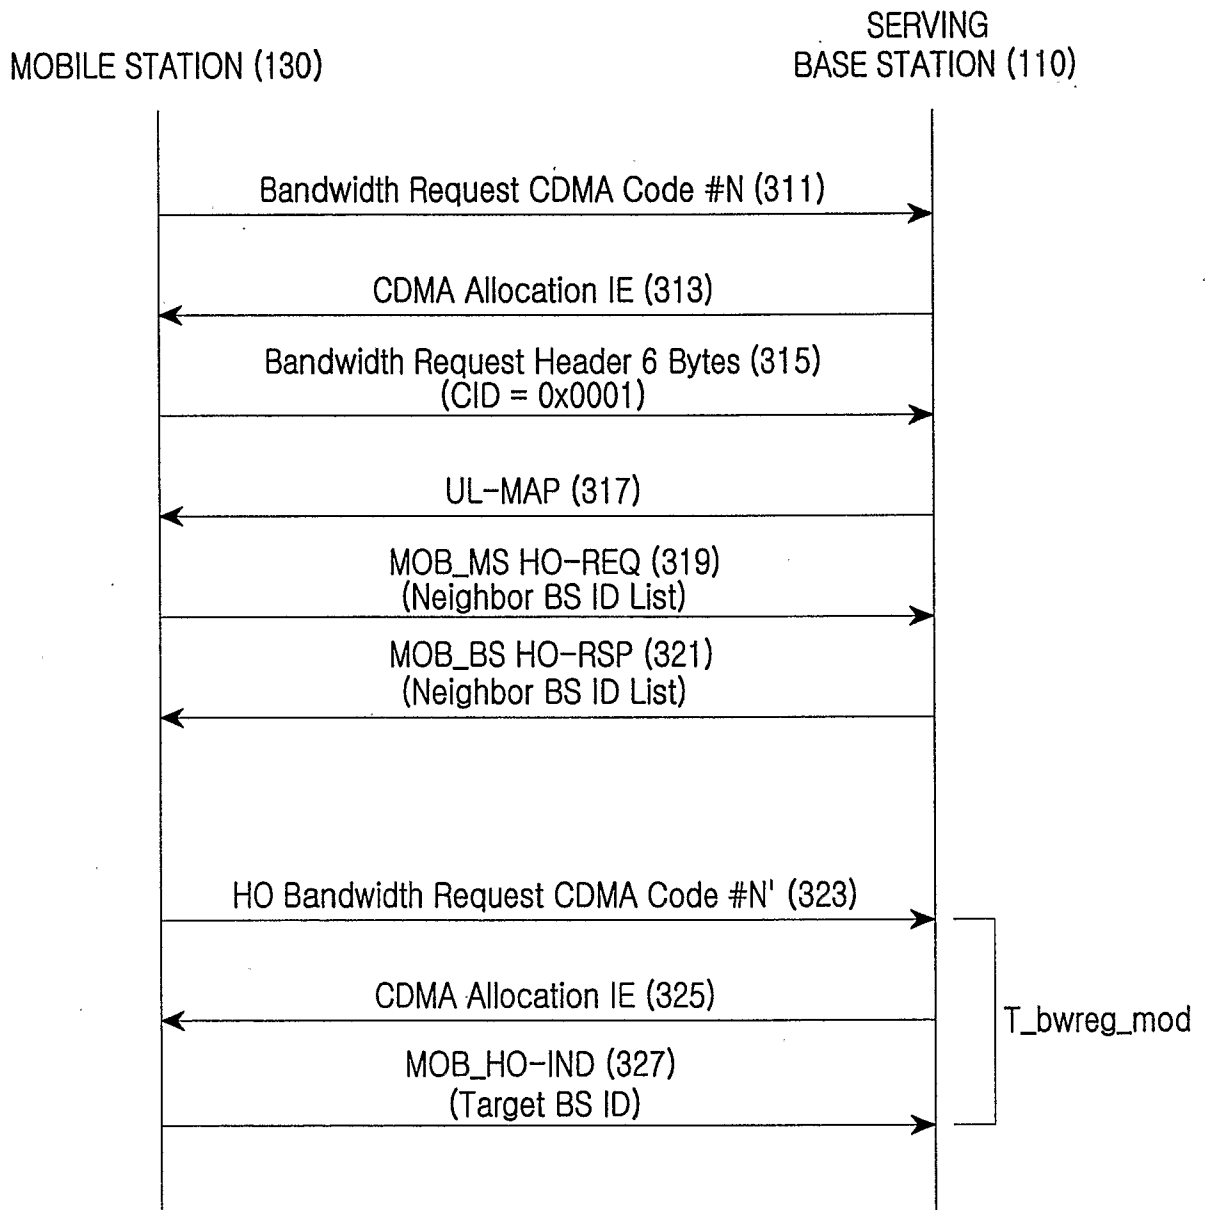 SERVING
MOBILE STATION (130)
BASE STATION (110)
Bandwidth Request CDMA Code #N (311)
CDMA Allocation IE (313)
Bandwidth Request Header 6 Bytes (315)
(CID = 0x0001)
UL-MAP (317)
MOB_MS HO-REQ (319)
(Neighbor BS ID List)
MOB_BS HO-RSP (321)
(Neighbor BS ID List)
HO Bandwidth Request CDMA Code #N' (323)
CDMA Allocation IE (325)
T_bwreg_mod
MOB_HO-IND (327)
(Target BS ID)